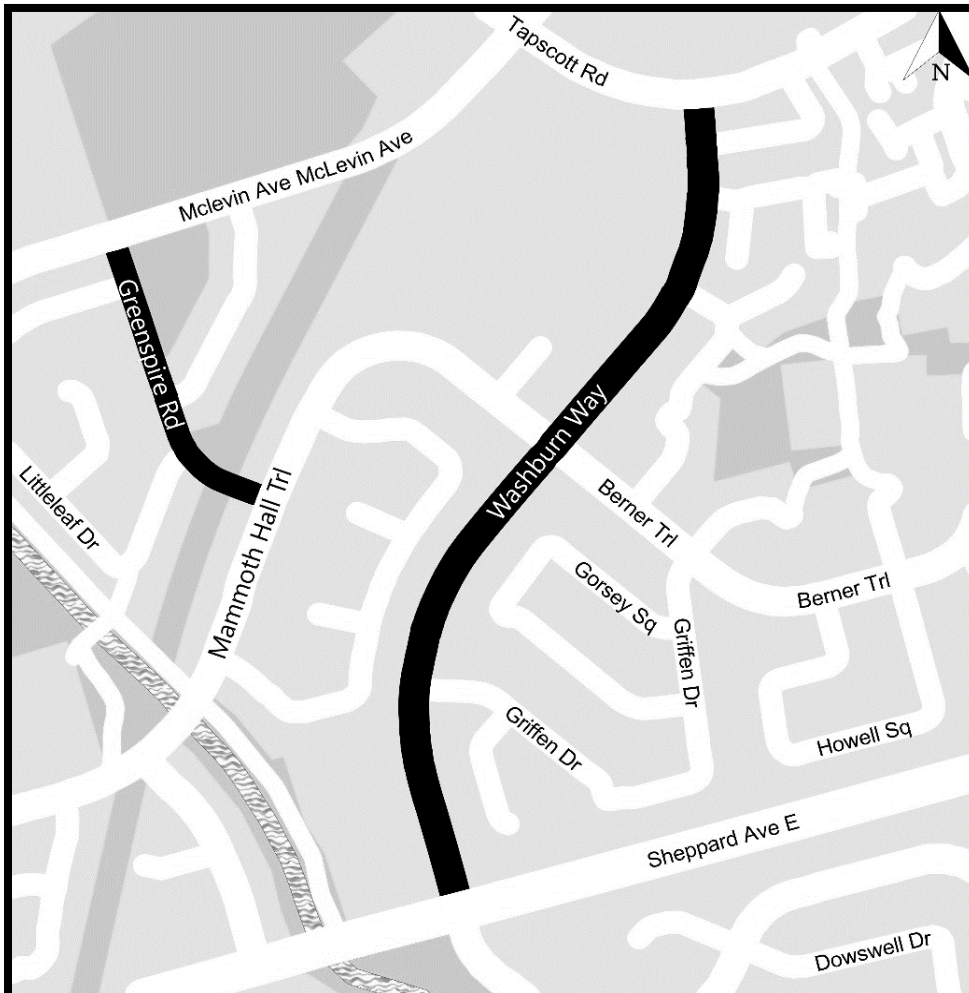 Tapscott Rd
N
Mclevin Ave McLevin Ave
Greenspire Rd
Washburn Way
Littleleaf Dr
Mammoth Hall Trl
Berner Trl
Gorsey Sq
Berner Trl
Griffen Dr
Griffen Dr
Howell Sq
Sheppard Ave E
Dowswell Dr